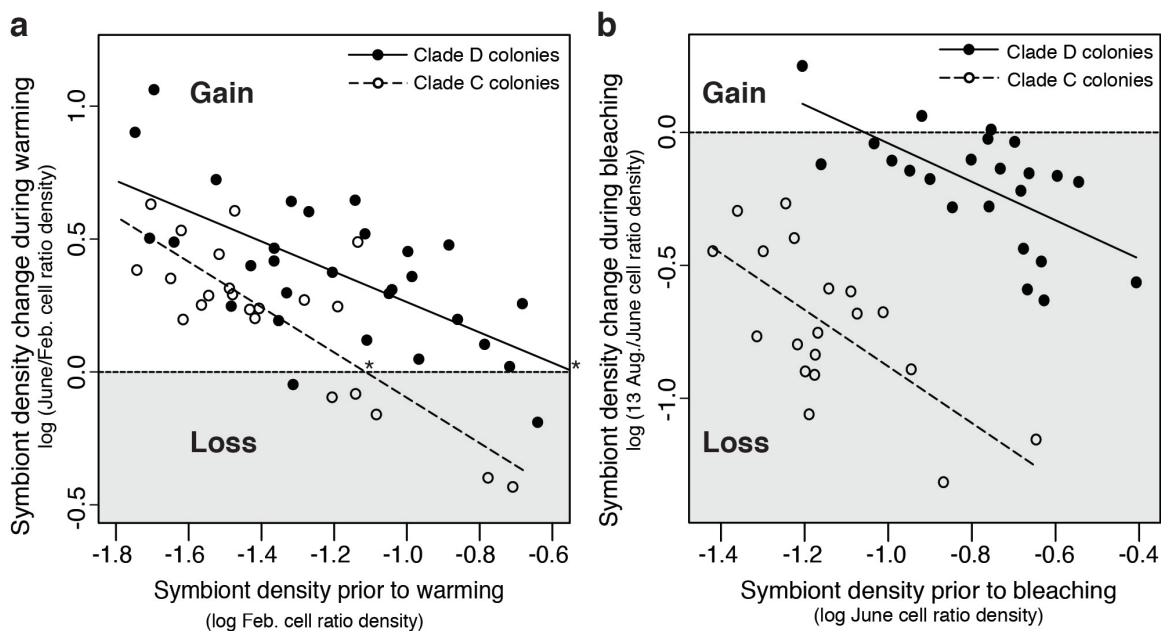 a
Clade D colonies
Clade C colonies
Gain
Loss
*
*
Symbiont density change during warming
log (June/Feb. cell ratio density)
1.0
0.5
0.0
-0.5
-1.8 -1.6 -1.4 -1.2 -1.0 -0.8 -0.6
Symbiont density prior to warming
(log Feb. cell ratio density)
b
Clade D colonies
Clade C colonies
Gain
Loss
Symbiont density change during bleaching
log (13 Aug./June cell ratio density)
0.0
-0.5
-1.0
-1.4 -1.2 -1.0 -0.8 -0.6 -0.4
Symbiont density prior to bleaching
(log June cell ratio density)